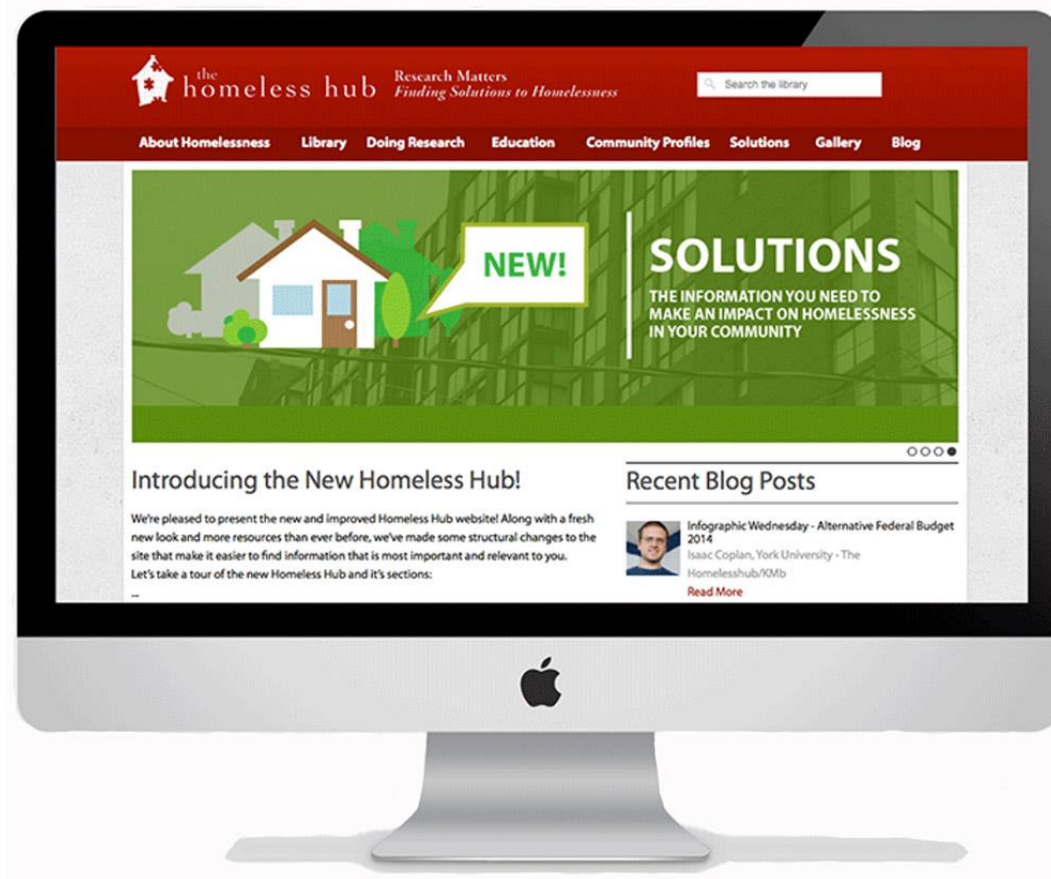 the
homeless hub
Research Matters
Finding Solutions to Homelessness
Search the library
About Homelessness Library Doing Research Education Community Profiles Solutions Gallery Blog
NEW!
SOLUTIONS
THE INFORMATION YOU NEED TO
MAKE AN IMPACT ON HOMELESSNESS
IN YOUR COMMUNITY
Introducing the New Homeless Hub!
We're pleased to present the new and improved Homeless Hub website! Along with a fresh
new look and more resources than ever before, we've made some structural changes to the
site that make it easier to find information that is most important and relevant to you.
Let's take a tour of the new Homeless Hub and it's sections:
...
Recent Blog Posts
Infographic Wednesday - Alternative Federal Budget
2014
Isaac Coplan, York University - The
Homelesshub/KMb
Read More